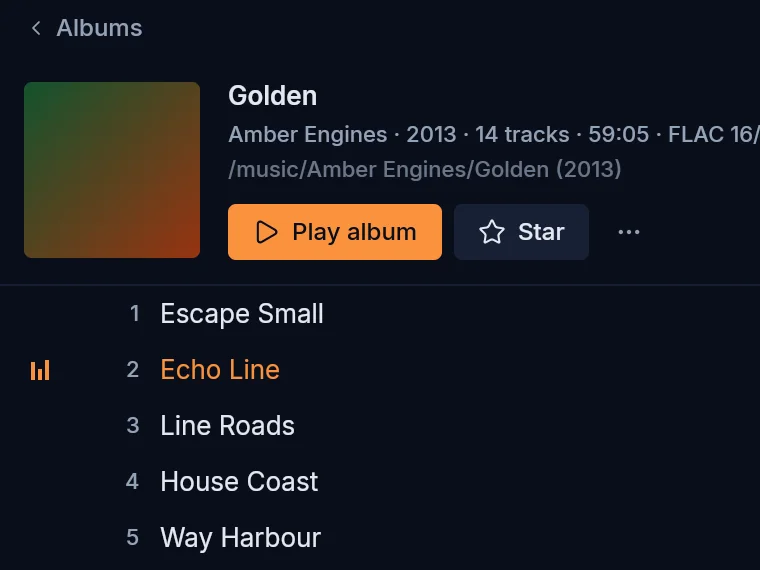 Albums
Golden
Amber Engines · 2013 · 14 tracks · 59:05 · FLAC 16/
/music/Amber Engines/Golden (2013)
Play album
Star
1 Escape Small
2 Echo Line
3 Line Roads
4 House Coast
5 Way Harbour